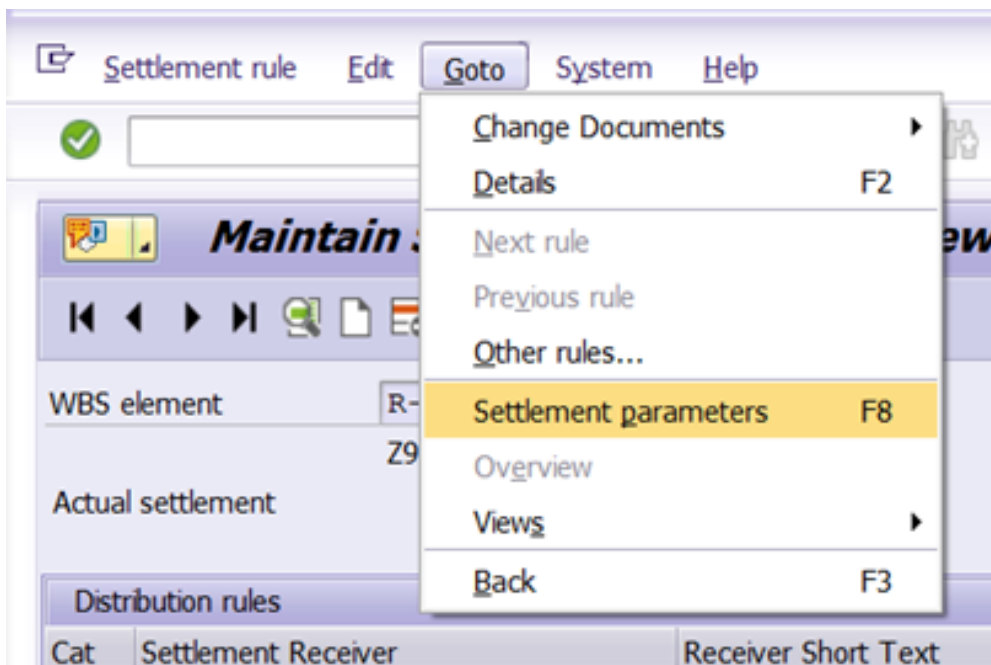 Settlement rule Edit Goto System Help
Change Documents
Details F2
Maintain
Next rule
Previous rule
Other rules...
WBS element R-
Settlement parameters F8
Z9
Overview
Actual settlement
Views
Back F3
Distribution rules
Cat Settlement Receiver Receiver Short Text